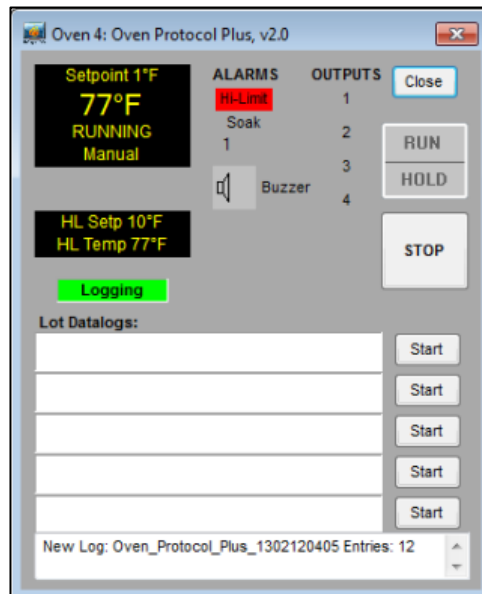 Oven 4: Oven Protocol Plus, v2.0
Setpoint 1°F
77°F
RUNNING
Manual
ALARMS
Hi-Limit
Soak
1
Buzzer
OUTPUTS
1
2
3
4
Close
RUN
HOLD
STOP
HL Setp 10°F
HL Temp 77°F
Logging
Lot Datalogs:
Start
Start
Start
Start
Start
New Log: Oven_Protocol_Plus_1302120405 Entries: 12